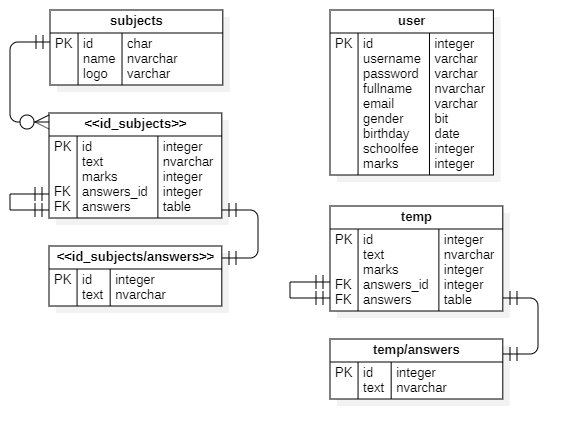 subjects
PK id char
name nvarchar
logo varchar
<<id_subjects>>
PK id integer
text nvarchar
marks integer
FK answers_id integer
FK answers table
<<id_subjects/answers>>
PK id integer
text nvarchar
user
PK id integer
username varchar
password varchar
fullname nvarchar
email varchar
gender bit
birthday date
schoolfee integer
marks integer
temp
PK id integer
text nvarchar
marks integer
FK answers_id integer
FK answers table
temp/answers
PK id integer
text nvarchar